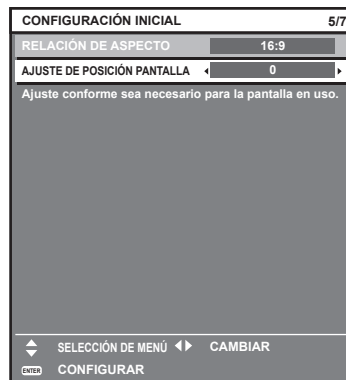 CONFIGURACIÓN INICIAL 5/7
RELACIÓN DE ASPECTO 16:9
AJUSTE DE POSICIÓN PANTALLA 0
Ajuste conforme sea necesario para la pantalla en uso.
SELECCIÓN DE MENÚ CAMBIAR
ENTER CONFIGURAR